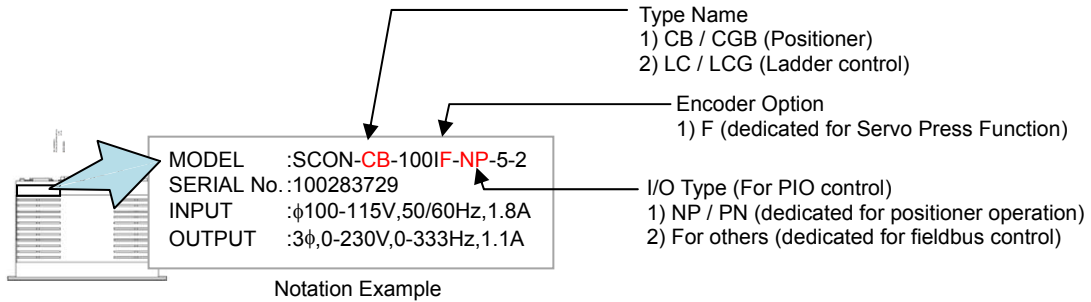 Type Name
1) CB / CGB (Positioner)
2) LC / LCG (Ladder control)
Encoder Option
1) F (dedicated for Servo Press Function)
MODEL :SCON-CB-100IF-NP-5-2
SERIAL No.:100283729
INPUT :ϕ100-115V,50/60Hz,1.8A
OUTPUT :3ϕ,0-230V,0-333Hz,1.1A
I/O Type (For PIO control)
1) NP / PN (dedicated for positioner operation)
2) For others (dedicated for fieldbus control)
Notation Example